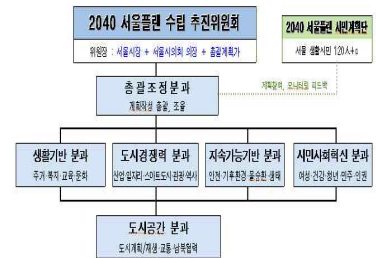 2040 서울플랜 수립 추진위원회
위원장 : 서울시장 + 서울시의회 의장 + 총괄계획가
2040 서울플랜 시민계획단
서울 생활시민 120人+α
총괄조정분과
계획작성 총괄, 조율
계획참여, 모니터링 피드백
생활기반 분과
주거·복지·교육·문화
도시경쟁력 분과
산업·일자리·스마트도시·관광·역사
지속가능기반 분과
안전·기후환경·물순환·생태
시민사회혁신 분과
여성·건강·청년·민주·인권
도시공간 분과
도시계획/재생·교통·남북협력